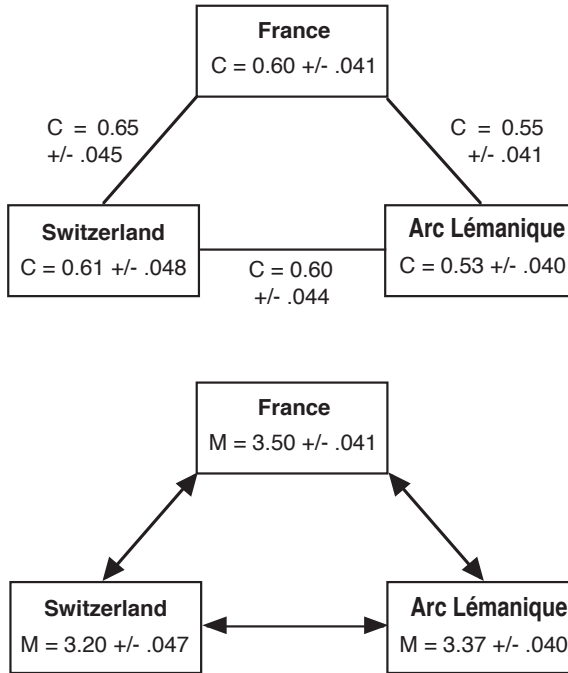 France
C = 0.60 +/- .041
C = 0.65
+/- .045
C = 0.55
+/- .041
Switzerland
C = 0.61 +/- .048
C = 0.60
+/- .044
Arc Lémanique
C = 0.53 +/- .040
France
M = 3.50 +/- .041
Switzerland
M = 3.20 +/- .047
Arc Lémanique
M = 3.37 +/- .040